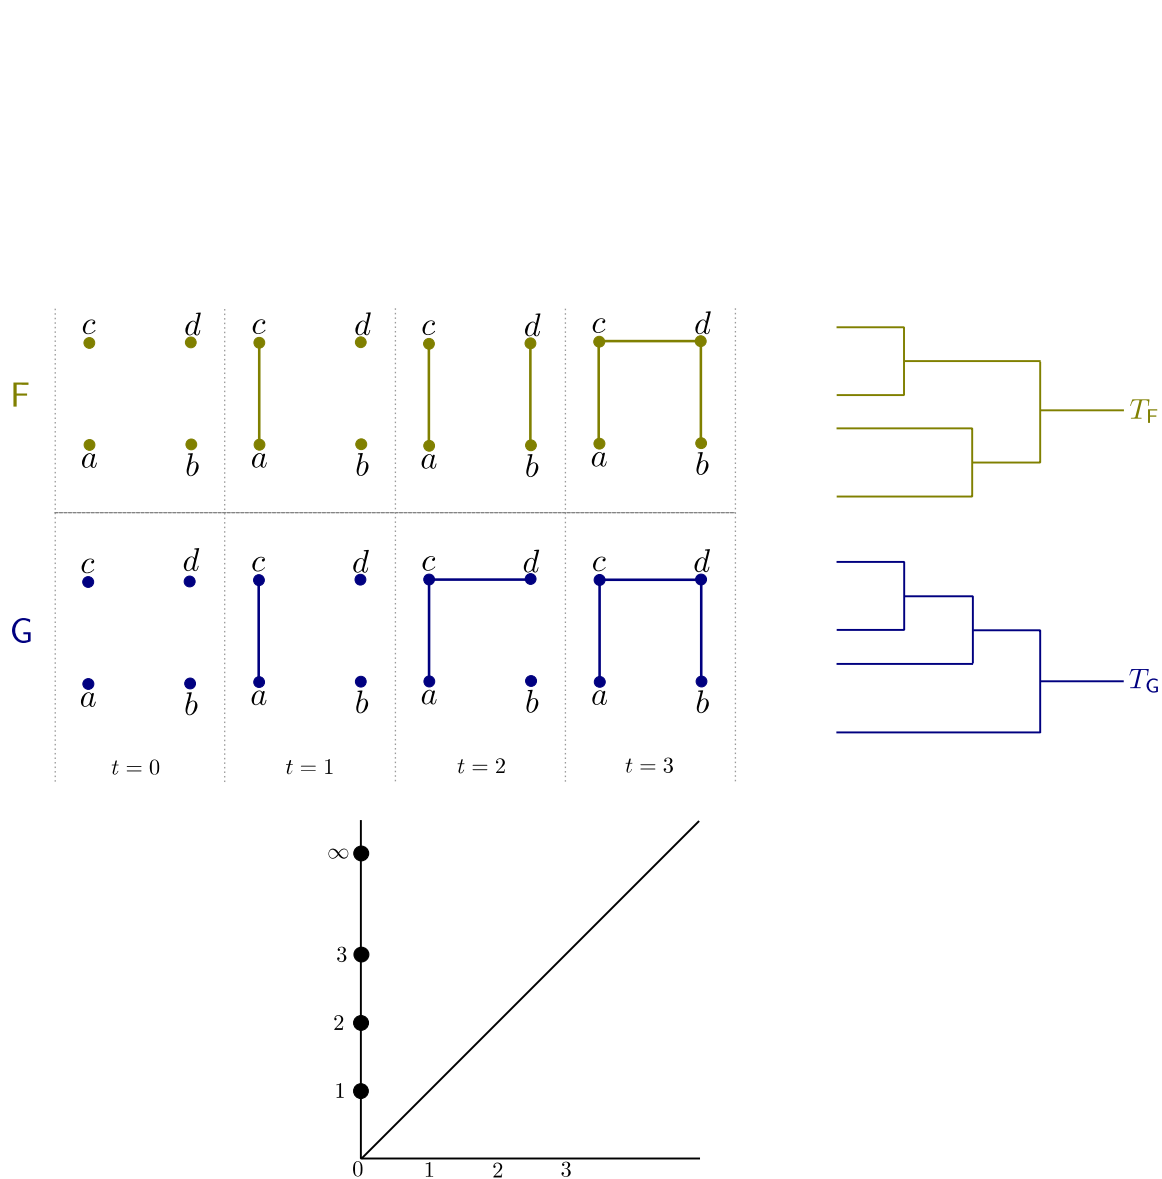 c d c d c d c d
F
a b a b a b a b
T_F
c d c d c d c d
G
a b a b a b a b
T_G
t = 0 t = 1 t = 2 t = 3
∞
3
2
1
0 1 2 3